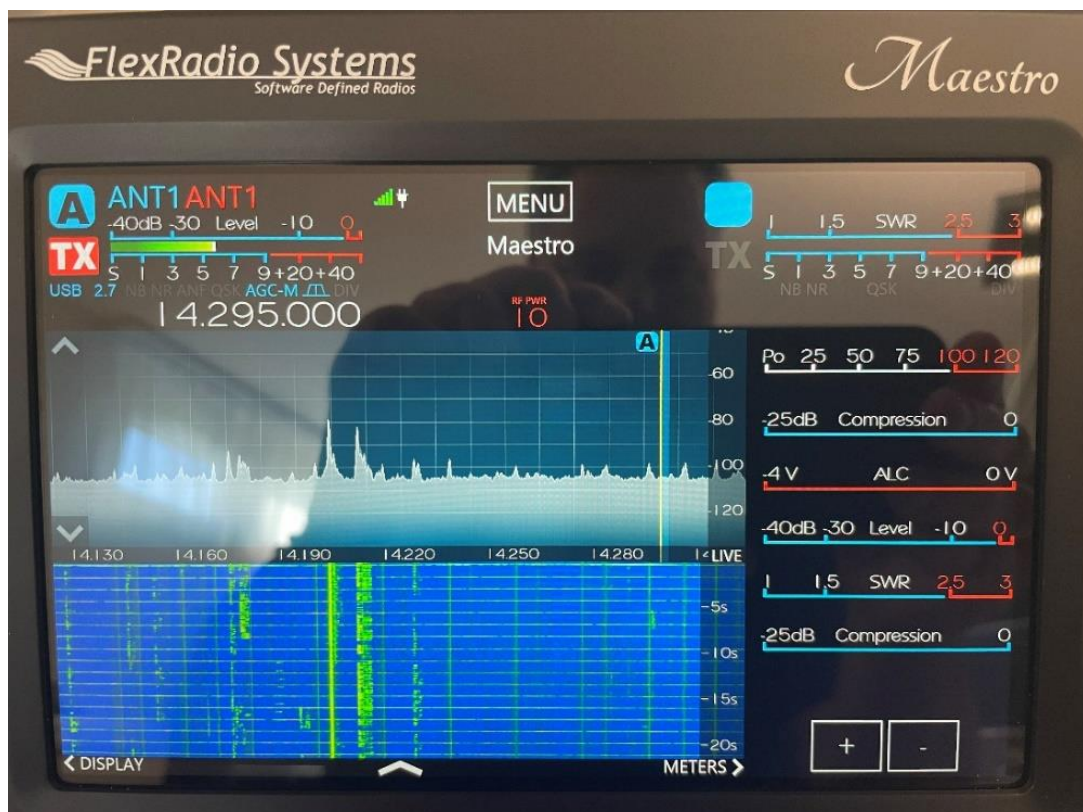 FlexRadio Systems
Software Defined Radios
Maestro
A ANT1 ANT1
-40dB -30 Level -10 0
TX
S 1 3 5 7 9 +20 +40
USB 2.7 NB NR ANF QSK AGC-M DIV
14.295.000
MENU
Maestro
RF PWR
10
1 1.5 SWR 2.5 3
TX
S 1 3 5 7 9 +20 +40
NB NR QSK DIV
A
-60
-80
-100
-120
14.130 14.160 14.190 14.220 14.250 14.280
LIVE
-5s
-10s
-15s
-20s
< DISPLAY
METERS >
Po 25 50 75 100 120
-25dB Compression 0
-4 V ALC 0 V
-40dB -30 Level -10 0
1 1.5 SWR 2.5 3
-25dB Compression 0
+ -